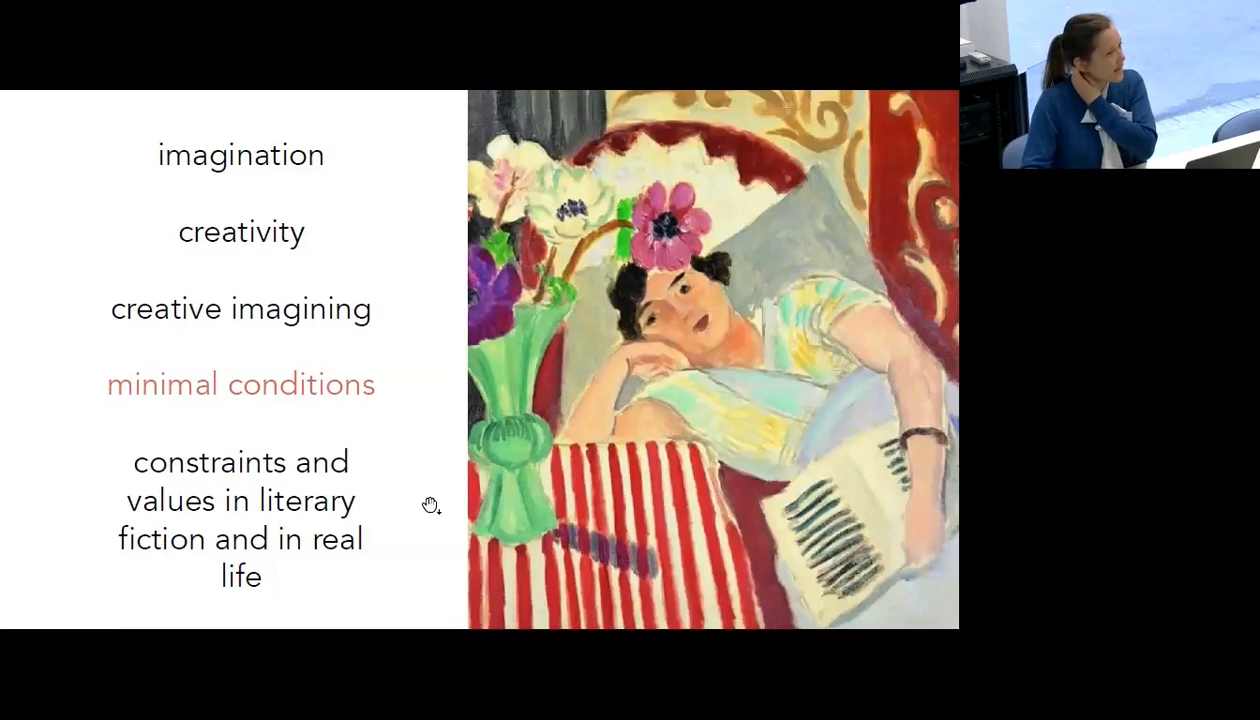 imagination
creativity
creative imagining
minimal conditions
constraints and
values in literary
fiction and in real
life